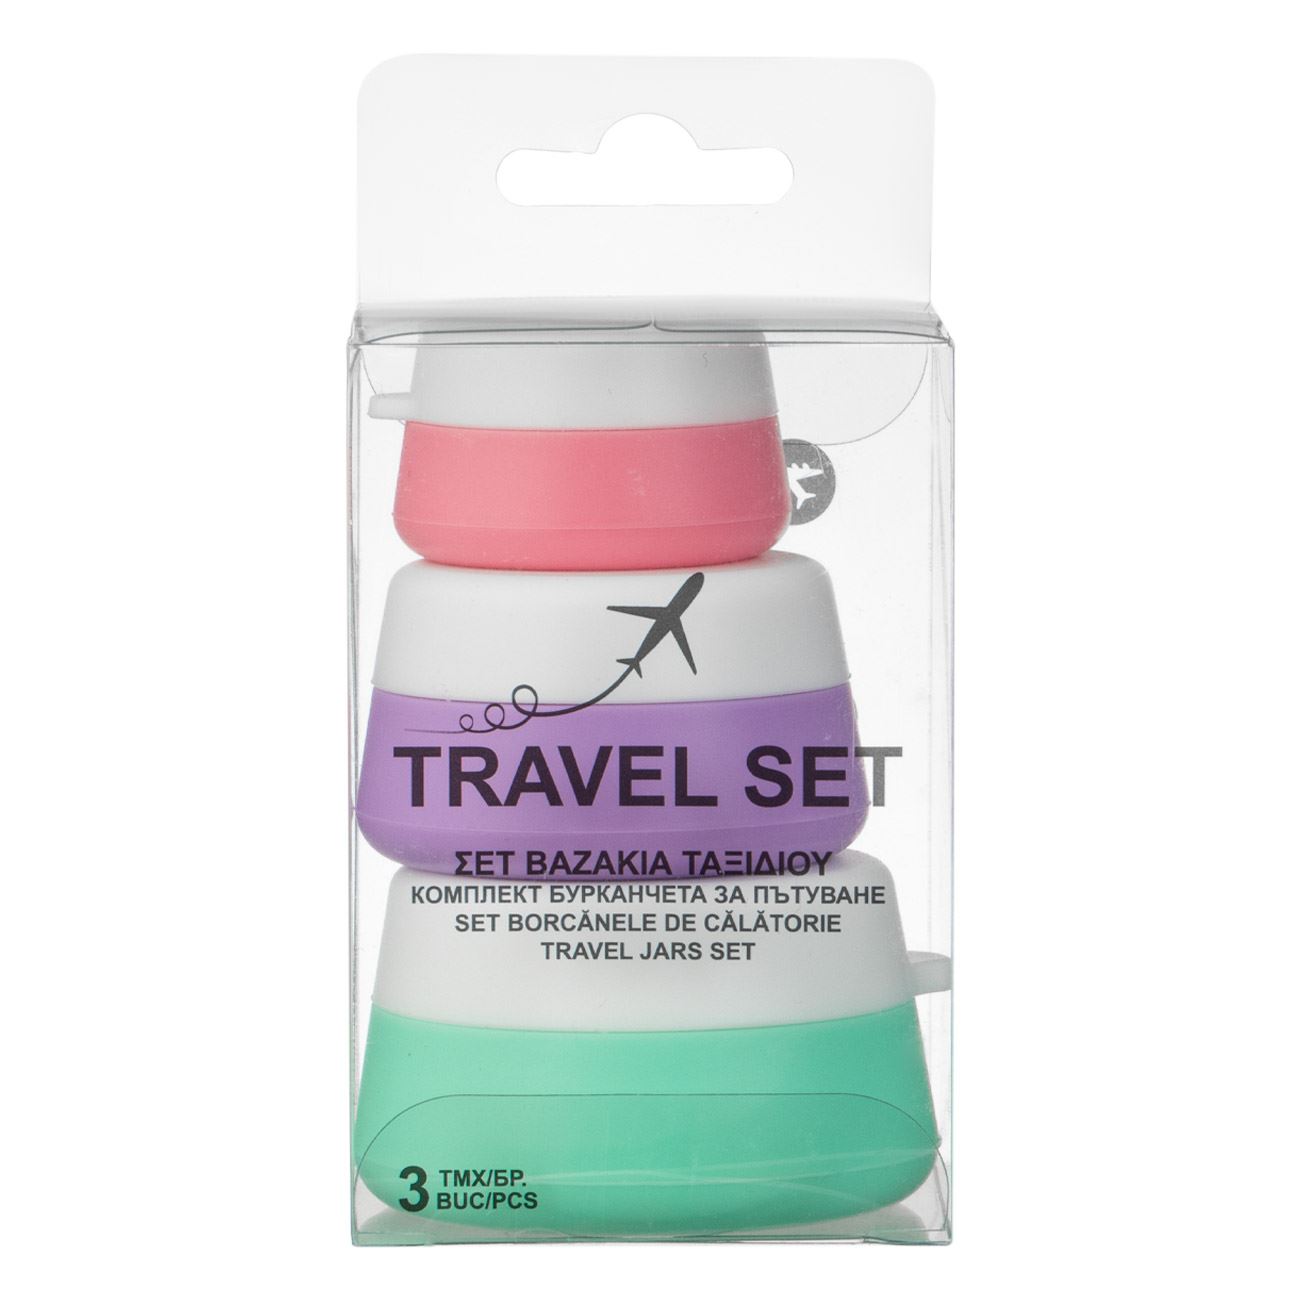 TRAVEL SET
ΣΕΤ ΒΑΖΑΚΙΑ ΤΑΞΙΔΙΟΥ
КОМПЛЕКТ БУРКАНЧЕТА ЗА ПЪТУВАНЕ
SET BORCĂNELE DE CĂLĂTORIE
TRAVEL JARS SET
3 ΤΜΧ/БР.
BUC/PCS